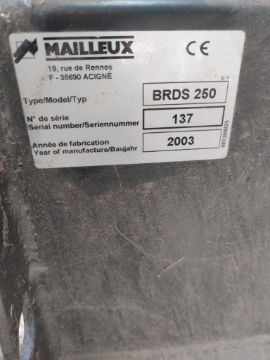 MAILLEUX CE
19, rue de Rennes
F - 35690 ACIGNÉ
Type/Model/Typ BRDS 250
N° de série
Serial number/Seriennummer 137
Année de fabrication
Year of manufacture/Baujahr 2003